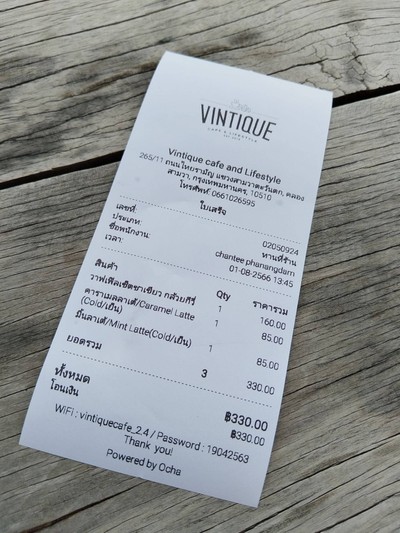 Cafe
VINTIQUE
CAFE & LIFESTYLE
Vintique cafe and Lifestyle
265/11 ถนนไทยรามัญ แขวงสามวาตะวันตก, คลอง
สามวา, กรุงเทพมหานคร, 10510
โทรศัพท์: 0661026595
ใบเสร็จ
เลขที่: 02050924
ประเภท: ทานที่ร้าน
ชื่อพนักงาน: chantee phanangdam
เวลา: 01-08-2566 13:45
สินค้า Qty ราคารวม
วาฟเฟิลเซ็ตชาเขียว กล้วยกีวี่ 1 160.00
คาราเมลลาเต้/Caramel Latte 1 85.00
(Cold/เย็น)
มิ้นลาเต้/Mint Latte(Cold/เย็น) 1 85.00
ยอดรวม 3 330.00
ทั้งหมด ฿330.00
โอนเงิน ฿330.00
WiFi : vintiquecafe_2.4 / Password : 19042563
Thank you!
Powered by Ocha